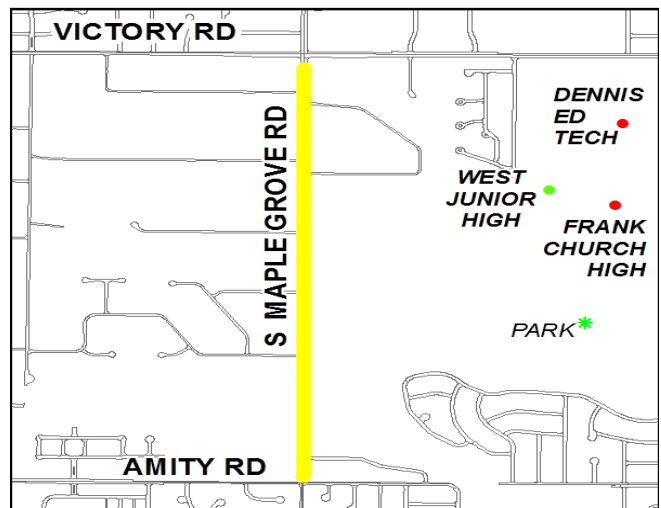 VICTORY RD
DENNIS
ED
TECH
S MAPLE GROVE RD
WEST
JUNIOR
HIGH
FRANK
CHURCH
HIGH
PARK
AMITY RD